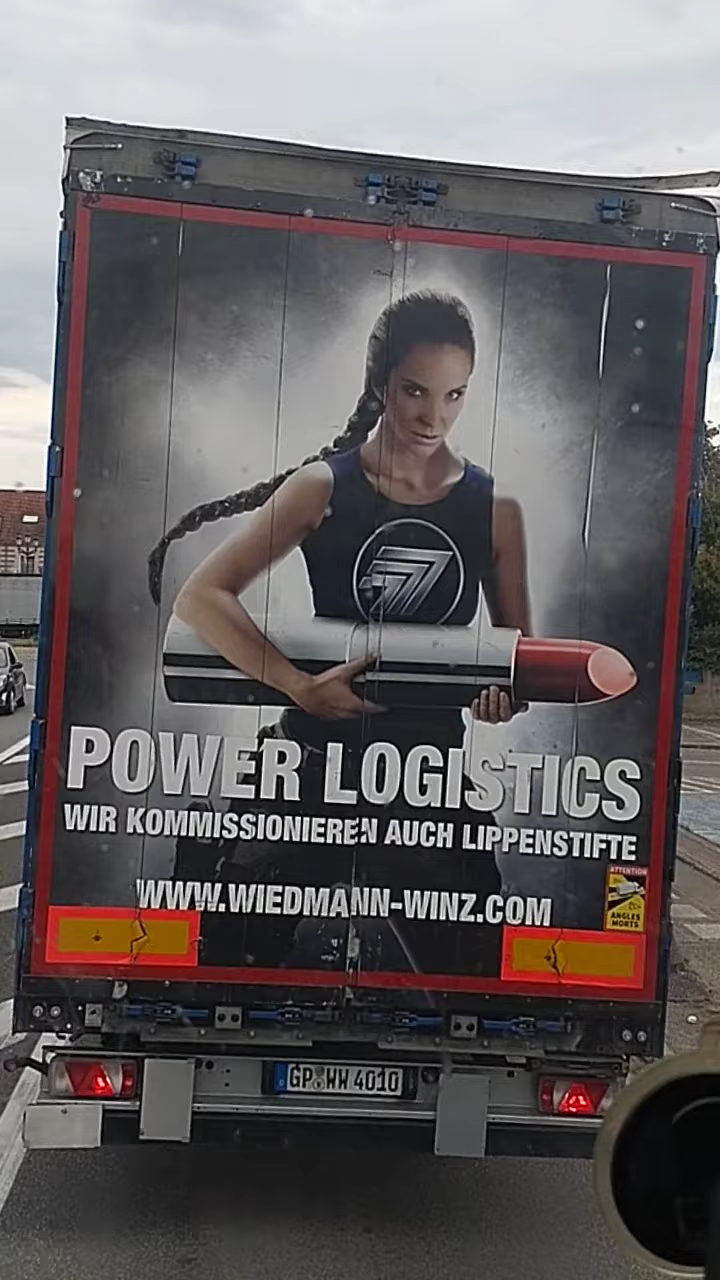 POWER LOGISTICS
WIR KOMMISSIONIEREN AUCH LIPPENSTIFTE
WWW.WIEDMANN-WINZ.COM
ATTENTION
ANGLES
MORTS
GP WW 4010